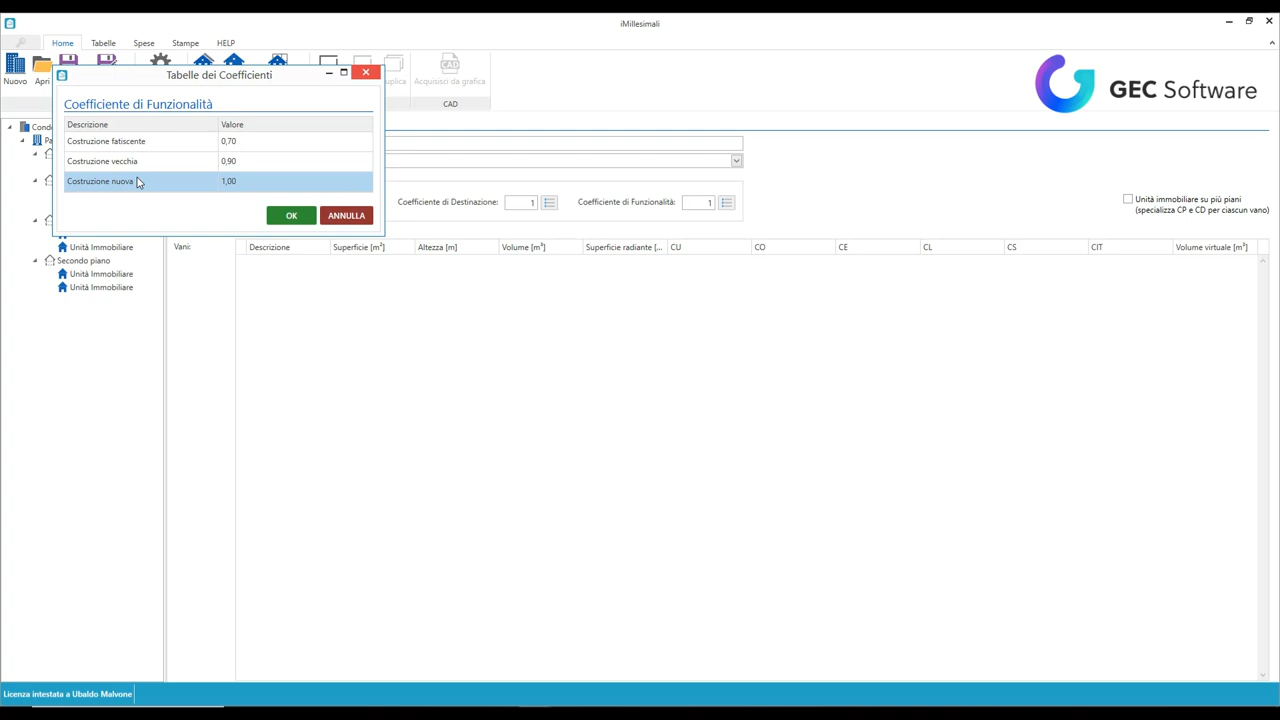 iMillesimali
Home Tabelle Spese Stampe HELP
Nuovo Apri
Acquisisci da grafica
CAD
GEC Software
Tabelle dei Coefficienti
Coefficiente di Funzionalità
Descrizione Valore
Costruzione fatiscente 0,70
Costruzione vecchia 0,90
Costruzione nuova 1,00
OK ANNULLA
Coefficiente di Destinazione: 1 Coefficiente di Funzionalità: 1
Unità immobiliare su più piani
(specializza CP e CD per ciascun vano)
Unità Immobiliare
Secondo piano
Unità Immobiliare
Unità Immobiliare
Vani: Descrizione Superficie [m²] Altezza [m] Volume [m³] Superficie radiante [... CU CO CE CL CS CIT Volume virtuale [m³]
Licenza intestata a Ubaldo Malvone